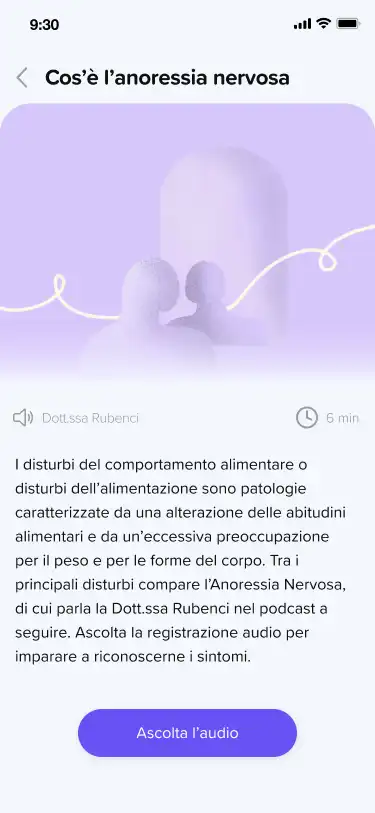 9:30
Cos'è l'anoressia nervosa
Dott.ssa Rubenci
6 min
I disturbi del comportamento alimentare o
disturbi dell'alimentazione sono patologie
caratterizzate da una alterazione delle abitudini
alimentari e da un'eccessiva preoccupazione
per il peso e per le forme del corpo. Tra i
principali disturbi compare l'Anoressia Nervosa,
di cui parla la Dott.ssa Rubenci nel podcast a
seguire. Ascolta la registrazione audio per
imparare a riconoscerne i sintomi.
Ascolta l'audio